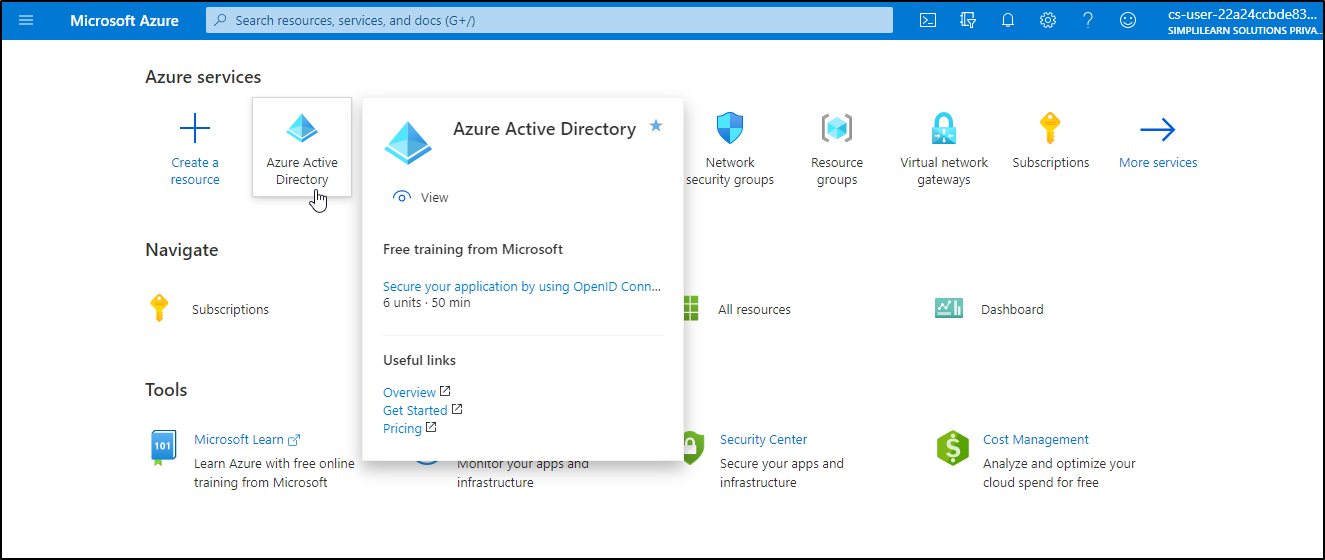 Microsoft Azure
Search resources, services, and docs (G+/)
cs-user-22a24ccbde83...
SIMPLILEARN SOLUTIONS PRIVA...
Azure services
Create a
resource
Azure Active
Directory
Azure Active Directory
View
Free training from Microsoft
Secure your application by using OpenID Conn...
6 units · 50 min
Useful links
Overview
Get Started
Pricing
Network
security groups
Resource
groups
Virtual network
gateways
Subscriptions
More services
Navigate
Subscriptions
All resources
Dashboard
Tools
101
Microsoft Learn
Learn Azure with free online
training from Microsoft
Monitor your apps and
infrastructure
Security Center
Secure your apps and
infrastructure
$
Cost Management
Analyze and optimize your
cloud spend for free